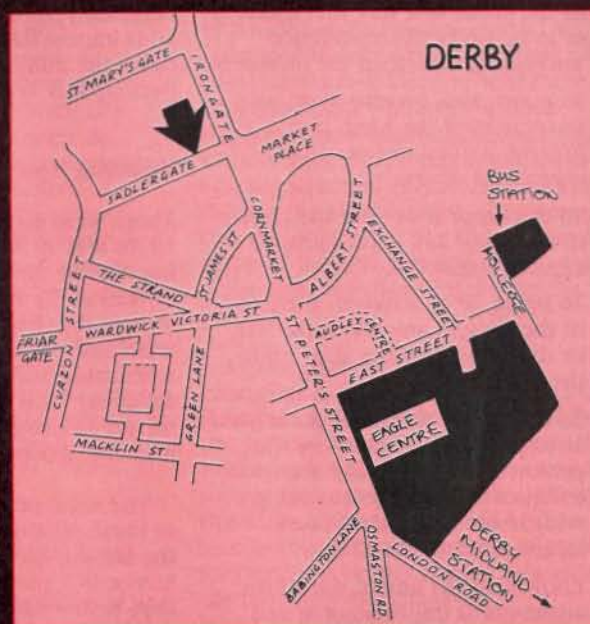 DERBY
ST. MARY'S GATE
IRONGATE
MARKET
PLACE
SADLERGATE
BUS
STATION
CORNMARKET
ALBERT STREET
EXCHANGE STREET
MORLEDGE
ST. JAMES ST.
THE STRAND
CURZON STREET
FRIAR
GATE
WARDWICK
VICTORIA ST.
AUDLEY CENTRE
ST PETER'S STREET
EAST STREET
GREEN LANE
EAGLE
CENTRE
MACKLIN ST.
BABINGTON LANE
OSMASTON RD
LONDON ROAD
DERBY
MIDLAND
STATION